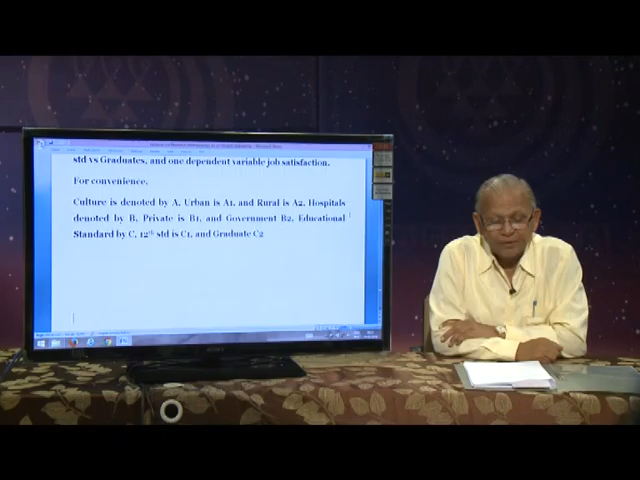 std vs Graduates, and one dependent variable job satisfaction.
For convenience,
Culture is denoted by A, Urban is A1, and Rural is A2, Hospitals
denoted by B, Private is B1, and Government B2, Educational
Standard by C, 12th std is C1, and Graduate C2